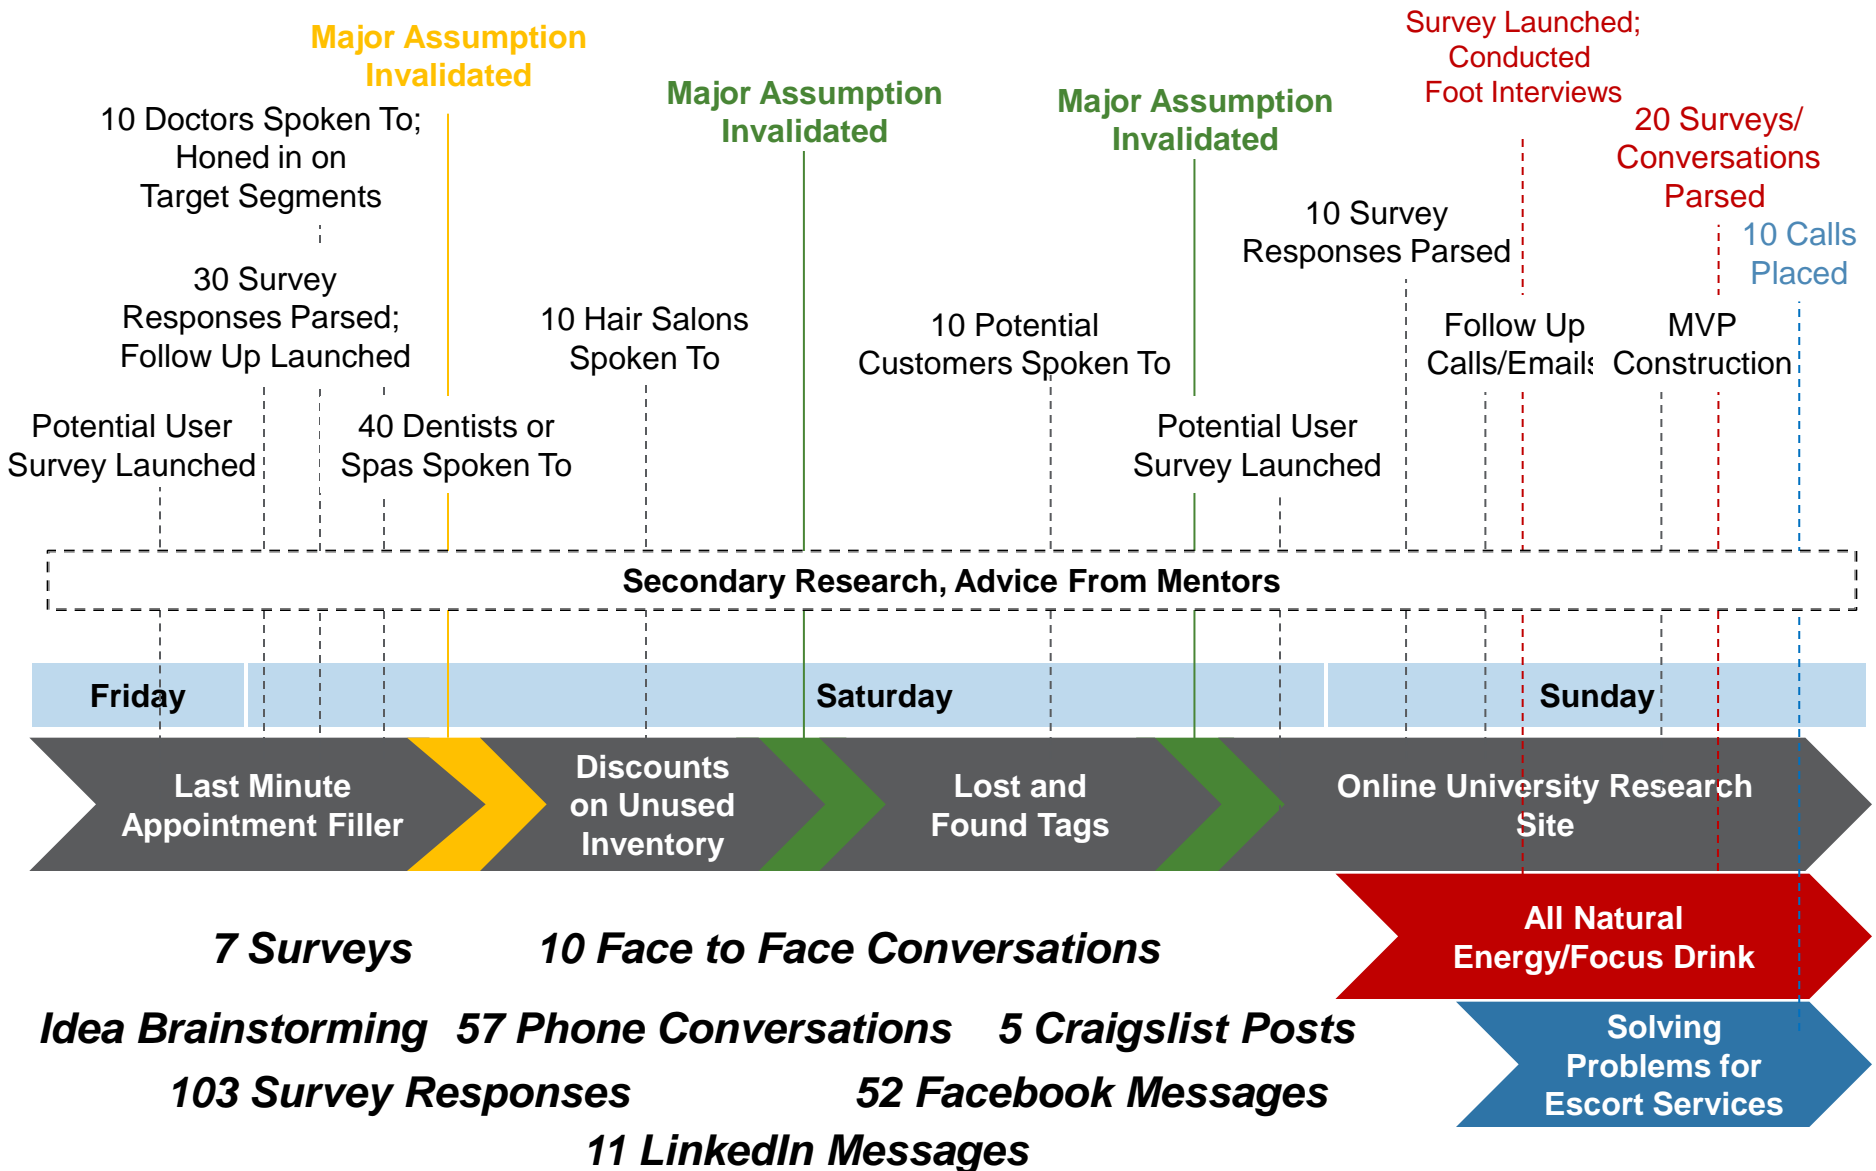 Major Assumption
Invalidated
Major Assumption
Invalidated
Major Assumption
Invalidated
Survey Launched;
Conducted
Foot Interviews
10 Doctors Spoken To;
Honed in on
Target Segments
20 Surveys/
Conversations
Parsed
10 Calls
Placed
10 Survey
Responses Parsed
30 Survey
Responses Parsed;
Follow Up Launched
10 Hair Salons
Spoken To
10 Potential
Customers Spoken To
Follow Up
Calls/Emails
MVP
Construction
Potential User
Survey Launched
40 Dentists or
Spas Spoken To
Potential User
Survey Launched
Secondary Research, Advice From Mentors
Friday
Saturday
Sunday
Last Minute
Appointment Filler
Discounts
on Unused
Inventory
Lost and
Found Tags
Online University Research
Site
All Natural
Energy/Focus Drink
Solving
Problems for
Escort Services
7 Surveys
10 Face to Face Conversations
Idea Brainstorming
57 Phone Conversations
5 Craigslist Posts
103 Survey Responses
52 Facebook Messages
11 LinkedIn Messages